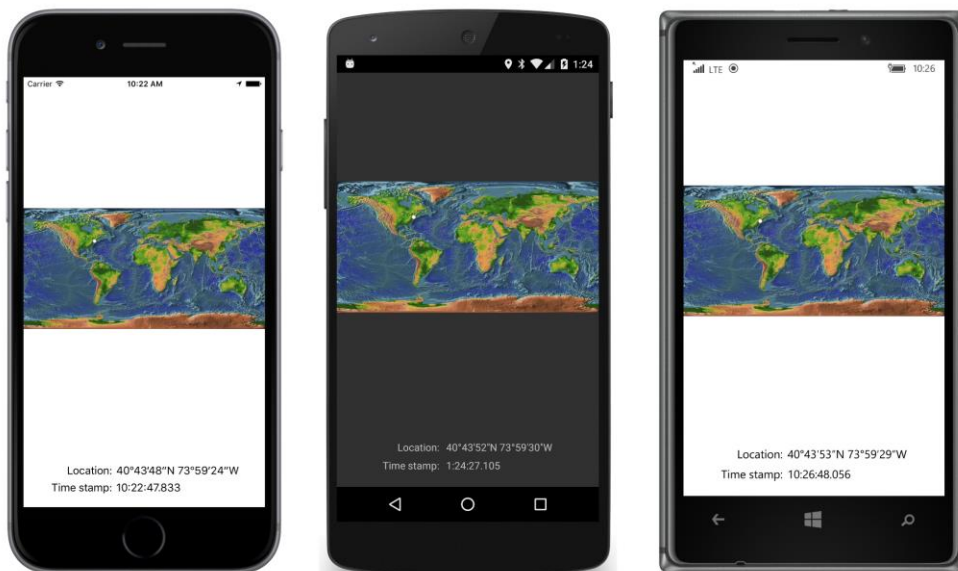 Carrier 10:22 AM
Location: 40°43'48"N 73°59'24"W
Time stamp: 10:22:47.833
1:24
Location: 40°43'52"N 73°59'30"W
Time stamp: 1:24:27.105
LTE 10:26
Location: 40°43'53"N 73°59'29"W
Time stamp: 10:26:48.056